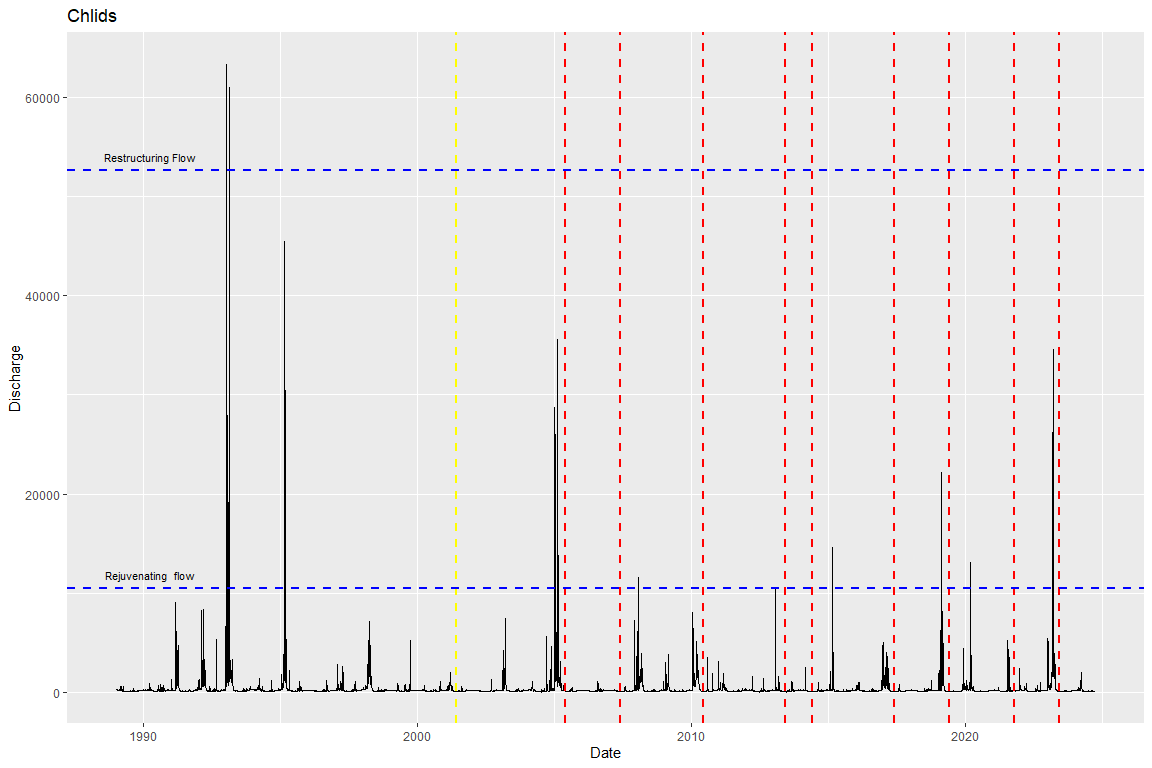 Chlids
60000
Restructuring Flow
40000
Discharge
20000
Rejuvenating  flow
0
1990
2000
2010
2020
Date